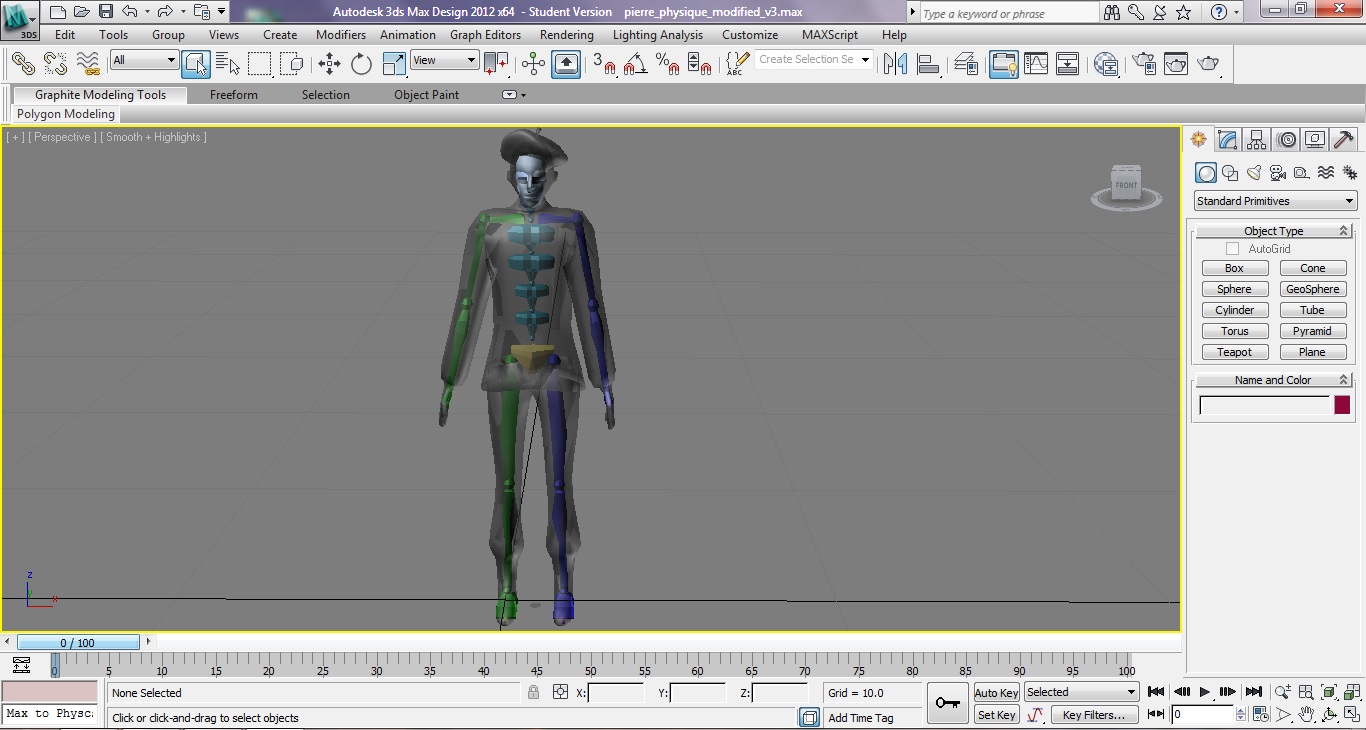 Autodesk 3ds Max Design 2012 x64 - Student Version pierre_physique_modified_v3.max
Type a keyword or phrase
3DS
Edit Tools Group Views Create Modifiers Animation Graph Editors Rendering Lighting Analysis Customize MAXScript Help
All
View
3
%
ABC
Create Selection Se
Graphite Modeling Tools Freeform Selection Object Paint
Polygon Modeling
[ + ] [ Perspective ] [ Smooth + Highlights ]
FRONT
Standard Primitives
Object Type
AutoGrid
Box Cone
Sphere GeoSphere
Cylinder Tube
Torus Pyramid
Teapot Plane
Name and Color
z
y
x
0 / 100
0 5 10 15 20 25 30 35 40 45 50 55 60 65 70 75 80 85 90 95 100
None Selected X: Y: Z: Grid = 10.0 Auto Key Selected
Max to Physc:
Click or click-and-drag to select objects Add Time Tag Set Key Key Filters... 0